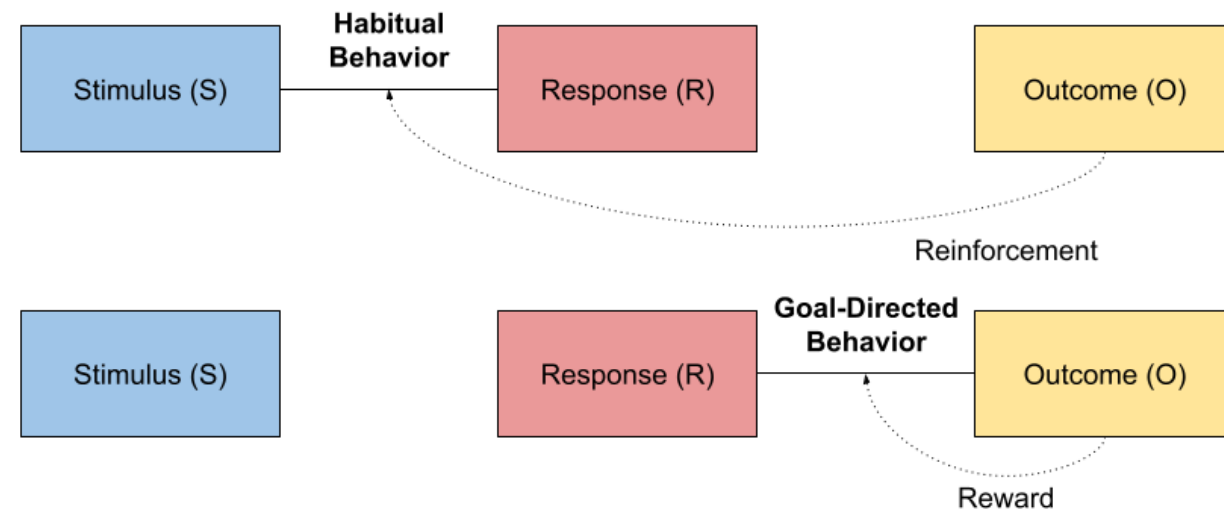 Habitual
Behavior
Stimulus (S)
Response (R)
Outcome (O)
Reinforcement
Goal-Directed
Behavior
Stimulus (S)
Response (R)
Outcome (O)
Reward